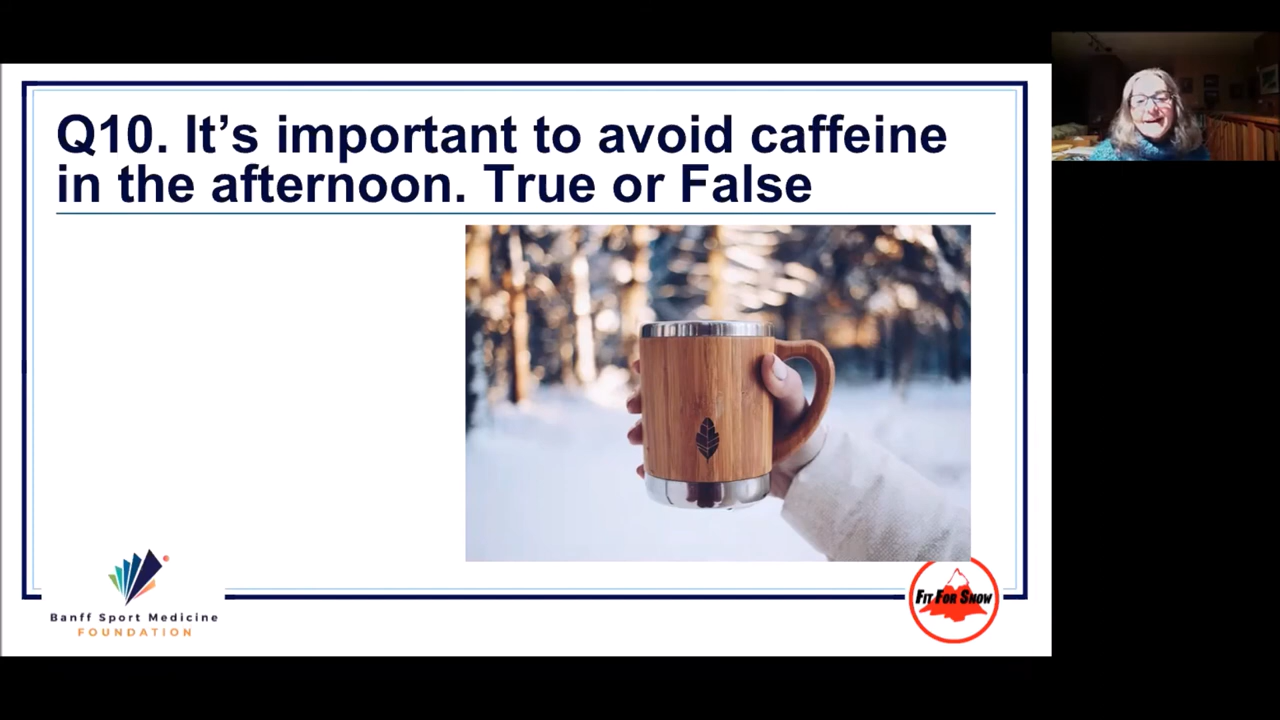 Q10. It’s important to avoid caffeine
in the afternoon. True or False
Banff Sport Medicine
FOUNDATION
FIT FOR SNOW